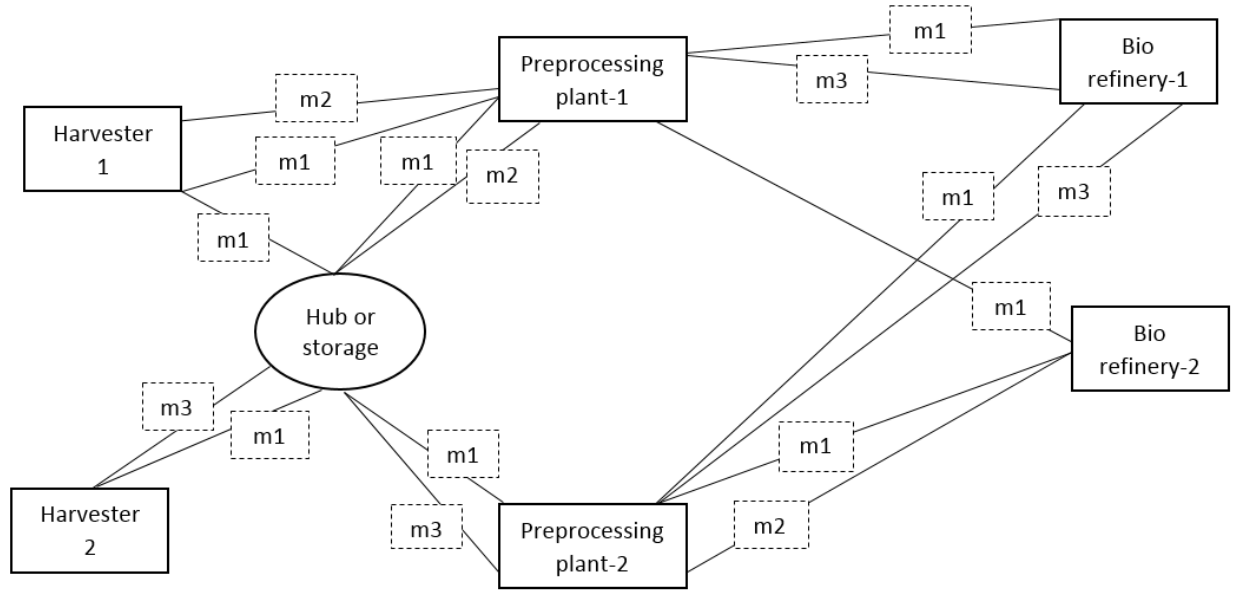 m1
Bio
refinery-1
Preprocessing
plant-1
m3
m2
Harvester
1
m1
m1
m2
m1
m3
m1
Hub or
storage
m1
Bio
refinery-2
m3
m1
m1
m1
m3
m2
Harvester
2
Preprocessing
plant-2